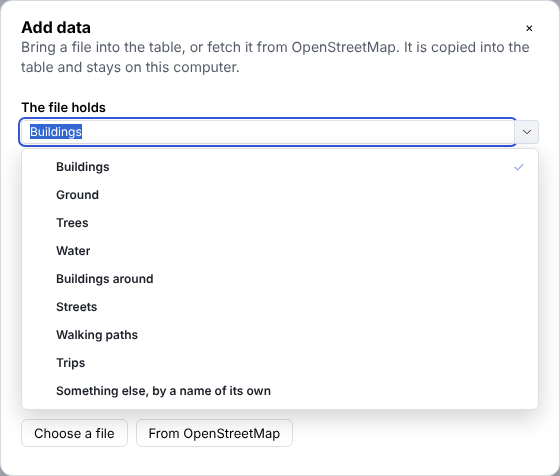 Add data
×
Bring a file into the table, or fetch it from OpenStreetMap. It is copied into the
table and stays on this computer.
The file holds
Buildings
Buildings
Ground
Trees
Water
Buildings around
Streets
Walking paths
Trips
Something else, by a name of its own
Choose a file
From OpenStreetMap